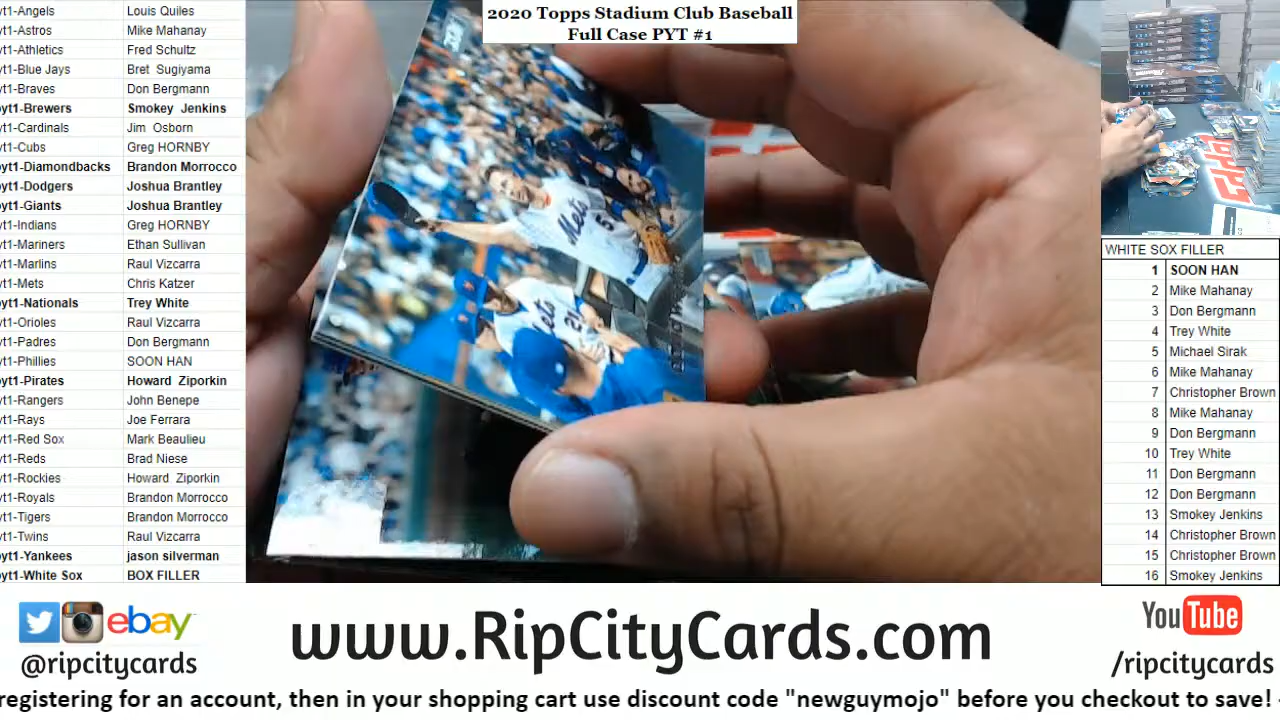 2020 Topps Stadium Club Baseball
Full Case PYT #1
yt1-Angels Louis Quiles
yt1-Astros Mike Mahanay
yt1-Athletics Fred Schultz
yt1-Blue Jays Bret Sugiyama
yt1-Braves Don Bergmann
yt1-Brewers Smokey Jenkins
yt1-Cardinals Jim Osborn
yt1-Cubs Greg HORNBY
yt1-Diamondbacks Brandon Morrocco
yt1-Dodgers Joshua Brantley
yt1-Giants Joshua Brantley
yt1-Indians Greg HORNBY
yt1-Mariners Ethan Sullivan
yt1-Marlins Raul Vizcarra
yt1-Mets Chris Katzer
yt1-Nationals Trey White
yt1-Orioles Raul Vizcarra
yt1-Padres Don Bergmann
yt1-Phillies SOON HAN
yt1-Pirates Howard Ziporkin
yt1-Rangers John Benepe
yt1-Rays Joe Ferrara
yt1-Red Sox Mark Beaulieu
yt1-Reds Brad Niese
yt1-Rockies Howard Ziporkin
yt1-Royals Brandon Morrocco
yt1-Tigers Brandon Morrocco
yt1-Twins Raul Vizcarra
yt1-Yankees jason silverman
yt1-White Sox BOX FILLER
Mets
5
TOPPS
WHITE SOX FILLER
1 SOON HAN
2 Mike Mahanay
3 Don Bergmann
4 Trey White
5 Michael Sirak
6 Mike Mahanay
7 Christopher Brown
8 Mike Mahanay
9 Don Bergmann
10 Trey White
11 Don Bergmann
12 Don Bergmann
13 Smokey Jenkins
14 Christopher Brown
15 Christopher Brown
16 Smokey Jenkins
ebay
@ripcitycards
www.RipCityCards.com
YouTube
/ripcitycards
registering for an account, then in your shopping cart use discount code "newguymojo" before you checkout to save!